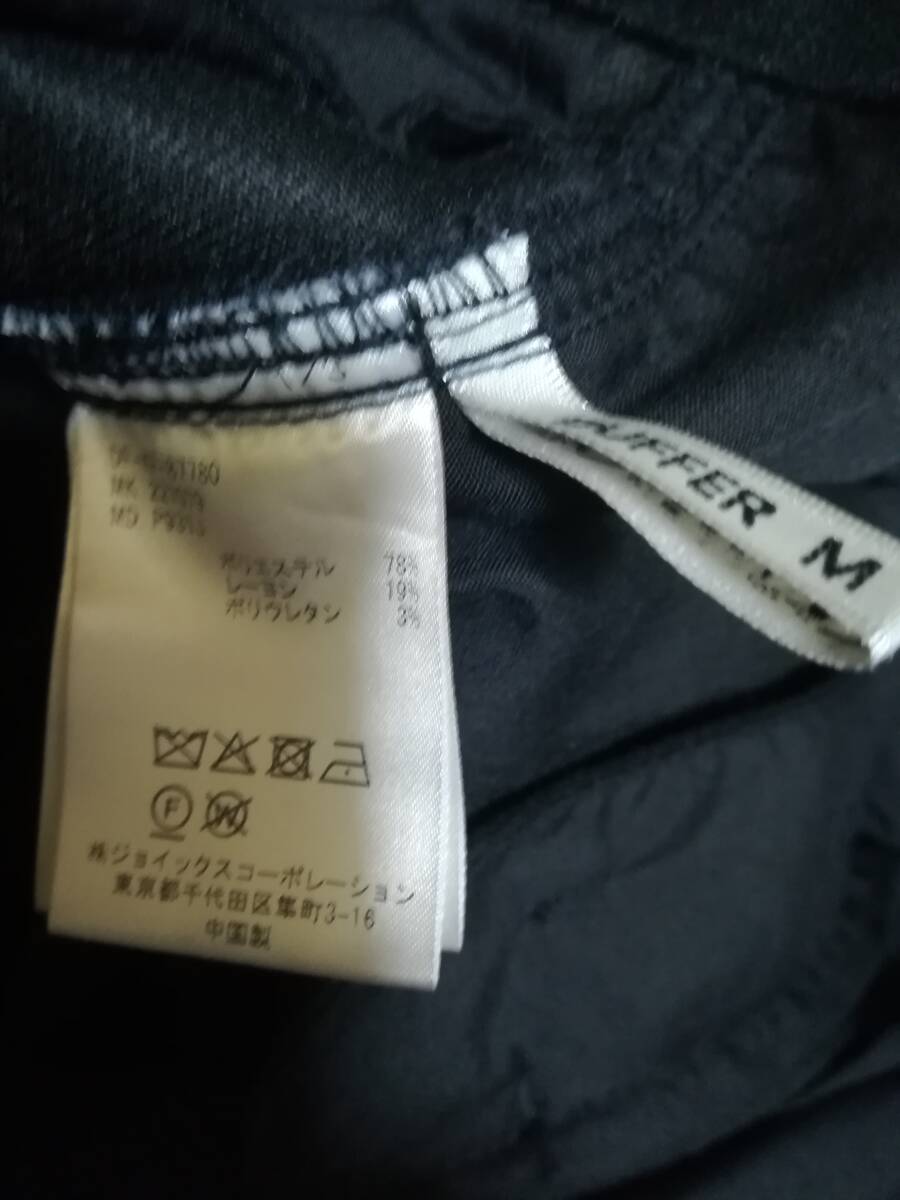 ポリエステル 78%
レーヨン 19%
ポリウレタン 3%
F
W
㈱ジョイックスコーポレーション
東京都千代田区隼町3-16
中国製
DUFFER M